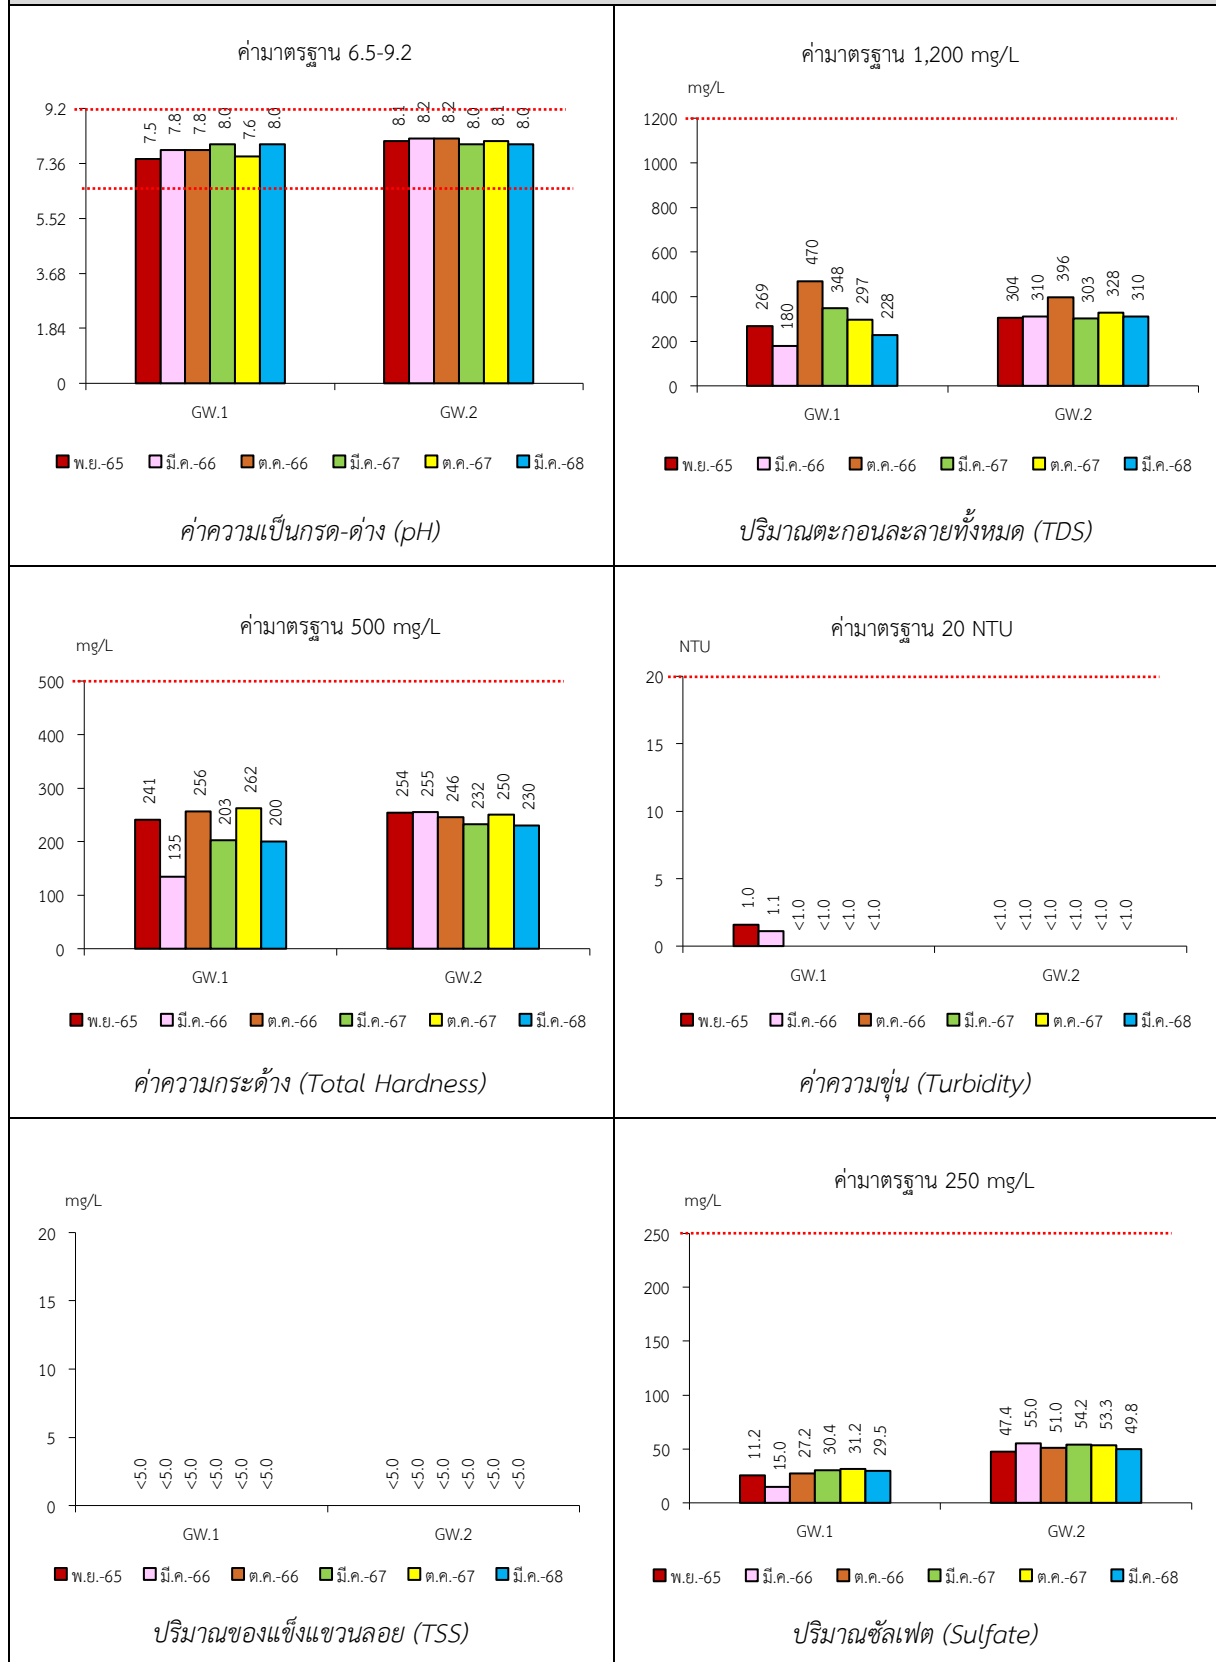 ค่ามาตรฐาน 6.5-9.2
9.2
7.36
5.52
3.68
1.84
0
7.5 7.8 7.8 8.0 7.6 8.0
8.1 8.2 8.2 8.0 8.1 8.0
GW.1 GW.2
พ.ย.-65 มี.ค.-66 ต.ค.-66 มี.ค.-67 ต.ค.-67 มี.ค.-68
ค่าความเป็นกรด-ด่าง (pH)
ค่ามาตรฐาน 1,200 mg/L
mg/L
1200
1000
800
600
400
200
0
269 180 470 348 297 228
304 310 396 303 328 310
GW.1 GW.2
พ.ย.-65 มี.ค.-66 ต.ค.-66 มี.ค.-67 ต.ค.-67 มี.ค.-68
ปริมาณตะกอนละลายทั้งหมด (TDS)
ค่ามาตรฐาน 500 mg/L
mg/L
500
400
300
200
100
0
241 135 256 203 262 200
254 255 246 232 250 230
GW.1 GW.2
พ.ย.-65 มี.ค.-66 ต.ค.-66 มี.ค.-67 ต.ค.-67 มี.ค.-68
ค่าความกระด้าง (Total Hardness)
ค่ามาตรฐาน 20 NTU
NTU
20
15
10
5
0
1.0 1.1 <1.0 <1.0 <1.0 <1.0
<1.0 <1.0 <1.0 <1.0 <1.0 <1.0
GW.1 GW.2
พ.ย.-65 มี.ค.-66 ต.ค.-66 มี.ค.-67 ต.ค.-67 มี.ค.-68
ค่าความขุ่น (Turbidity)
mg/L
20
15
10
5
0
<5.0 <5.0 <5.0 <5.0 <5.0 <5.0
<5.0 <5.0 <5.0 <5.0 <5.0 <5.0
GW.1 GW.2
พ.ย.-65 มี.ค.-66 ต.ค.-66 มี.ค.-67 ต.ค.-67 มี.ค.-68
ปริมาณของแข็งแขวนลอย (TSS)
ค่ามาตรฐาน 250 mg/L
mg/L
250
200
150
100
50
0
11.2 15.0 27.2 30.4 31.2 29.5
47.4 55.0 51.0 54.2 53.3 49.8
GW.1 GW.2
พ.ย.-65 มี.ค.-66 ต.ค.-66 มี.ค.-67 ต.ค.-67 มี.ค.-68
ปริมาณซัลเฟต (Sulfate)